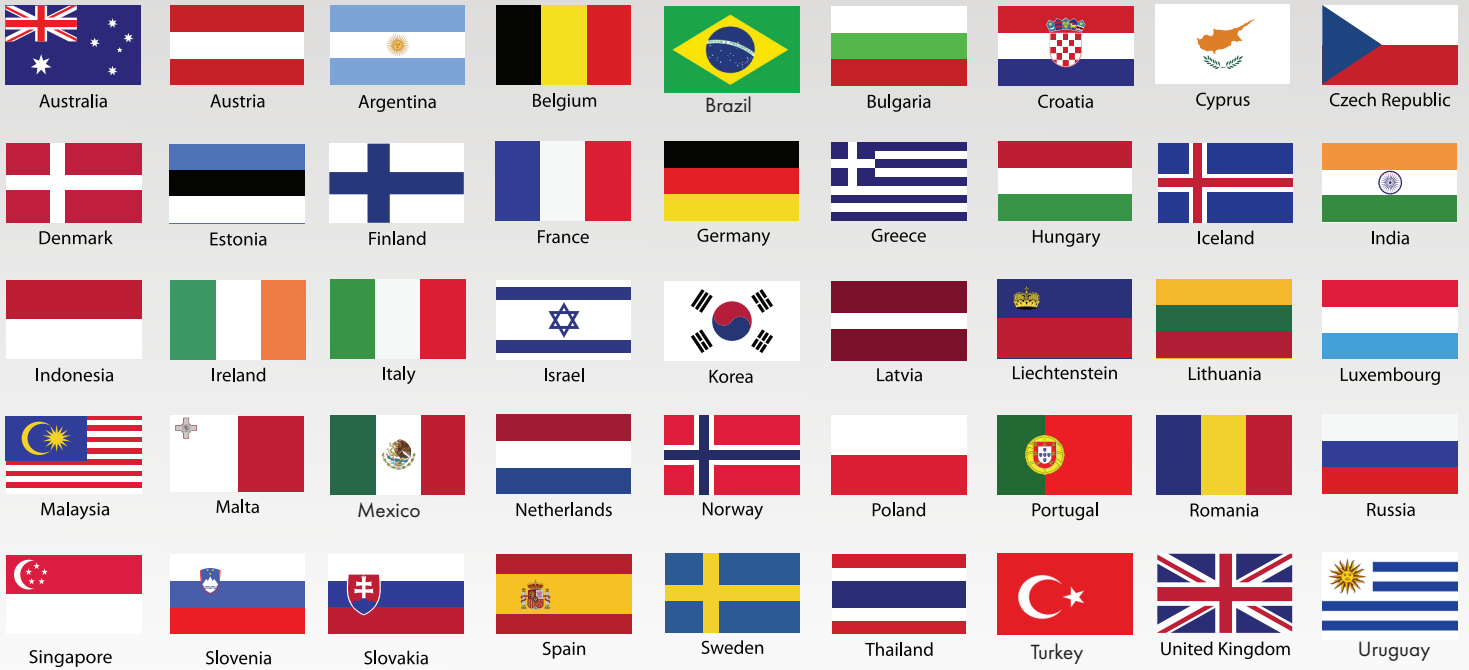 Australia Austria Argentina Belgium Brazil Bulgaria Croatia Cyprus Czech Republic
Denmark Estonia Finland France Germany Greece Hungary Iceland India
Indonesia Ireland Italy Israel Korea Latvia Liechtenstein Lithuania Luxembourg
Malaysia Malta Mexico Netherlands Norway Poland Portugal Romania Russia
Singapore Slovenia Slovakia Spain Sweden Thailand Turkey United Kingdom Uruguay